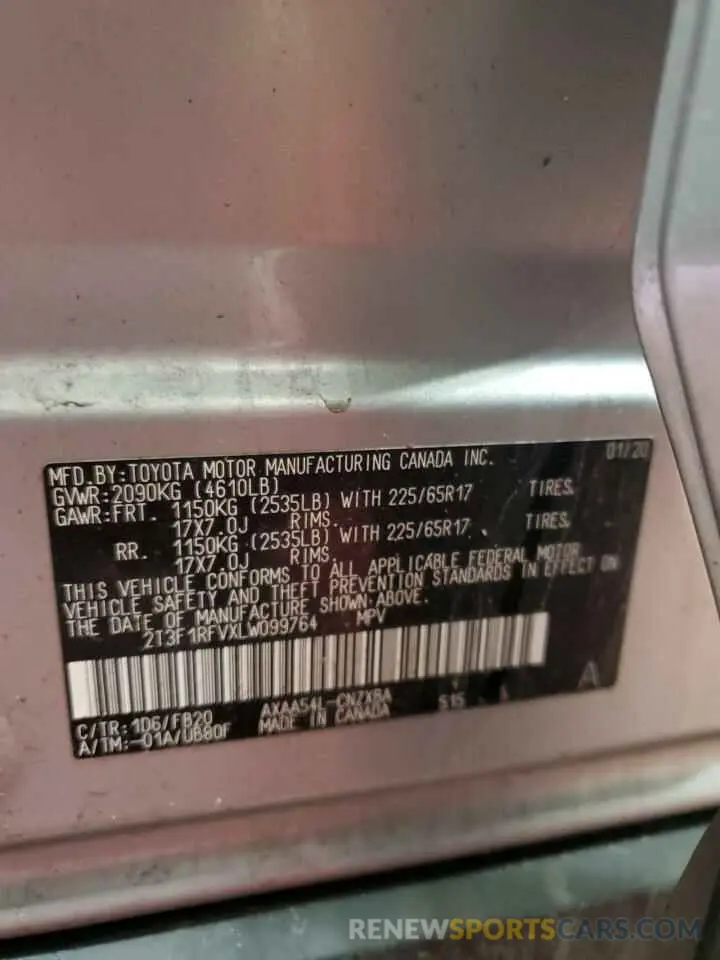 MFD.BY:TOYOTA MOTOR MANUFACTURING CANADA INC. 01/20
GVWR:2090KG (4610LB)
GAWR:FRT. 1150KG (2535LB) WITH 225/65R17 TIRES.
17X7.0J RIMS.
RR. 1150KG (2535LB) WITH 225/65R17 TIRES.
17X7.0J RIMS.
THIS VEHICLE CONFORMS TO ALL APPLICABLE FEDERAL MOTOR
VEHICLE SAFETY AND THEFT PREVENTION STANDARDS IN EFFECT ON
THE DATE OF MANUFACTURE SHOWN ABOVE.
2T3F1RFVXLW099764 MPV
C/TR:1D6/FB20 AXAA54L-CNZXBA S15 A
A/TM:-01A/UB80F MADE IN CANADA
RENEWSPORTSCARS.COM